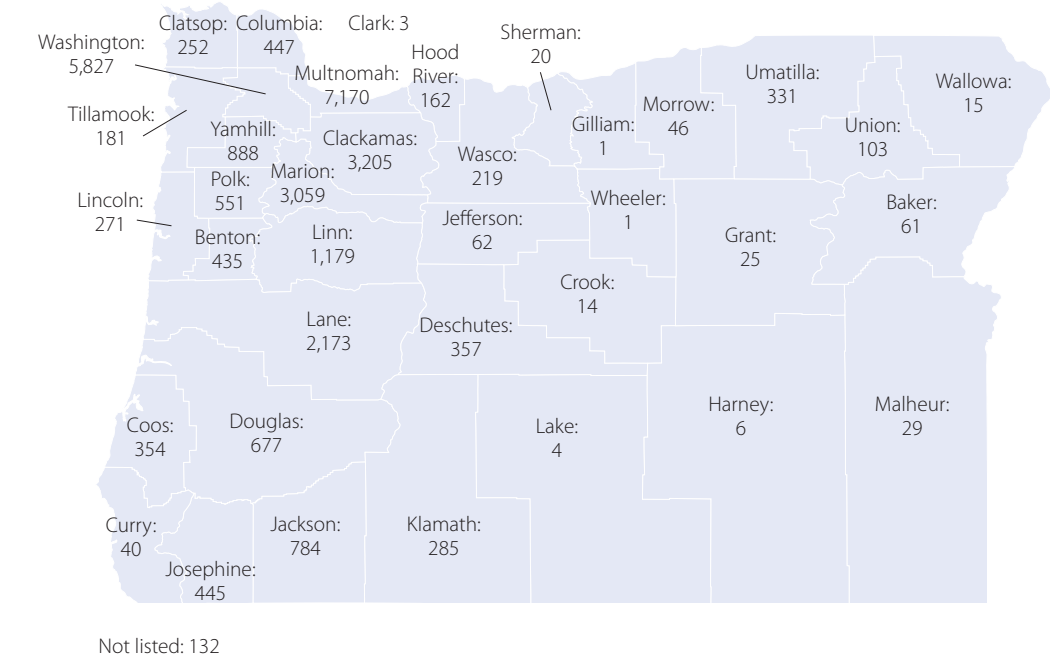 Clatsop:
252
Columbia:
447
Clark: 3
Sherman:
20
Washington:
5,827
Hood
River:
162
Multnomah:
7,170
Umatilla:
331
Wallowa:
15
Tillamook:
181
Morrow:
46
Gilliam:
1
Union:
103
Yamhill:
888
Clackamas:
3,205
Wasco:
219
Marion:
3,059
Polk:
551
Wheeler:
1
Lincoln:
271
Baker:
61
Jefferson:
62
Benton:
435
Linn:
1,179
Grant:
25
Crook:
14
Lane:
2,173
Deschutes:
357
Coos:
354
Douglas:
677
Lake:
4
Harney:
6
Malheur:
29
Curry:
40
Jackson:
784
Klamath:
285
Josephine:
445
Not listed: 132